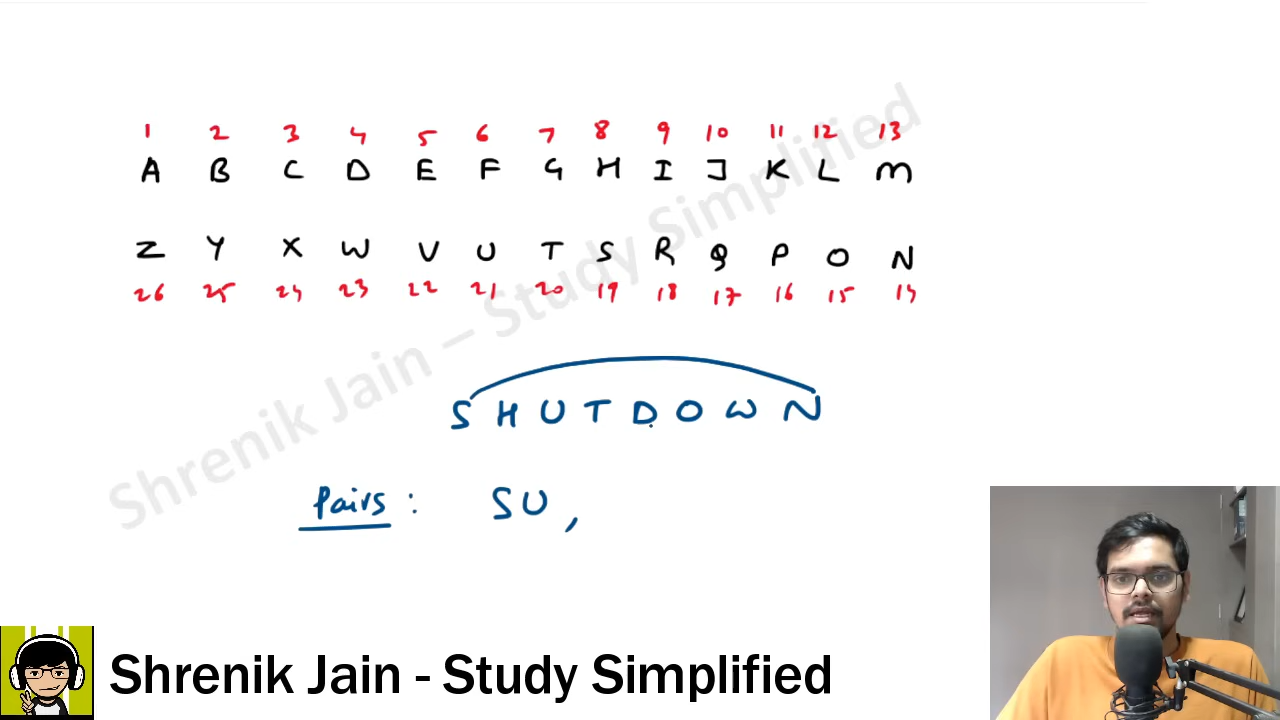 1 2 3 4 5 6 7 8 9 10 11 12 13
A B C D E F G H I J K L M
Z Y X W V U T S R Q P O N
26 25 24 23 22 21 20 19 18 17 16 15 14
Shrenik Jain – Study Simplified
S H U T D O W N
Pairs : SU ,
Shrenik Jain - Study Simplified